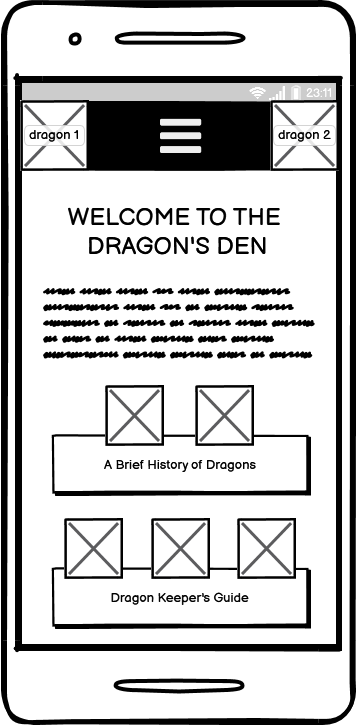 23:11
dragon 1
dragon 2
WELCOME TO THE
DRAGON'S DEN
A Brief History of Dragons
Dragon Keeper's Guide